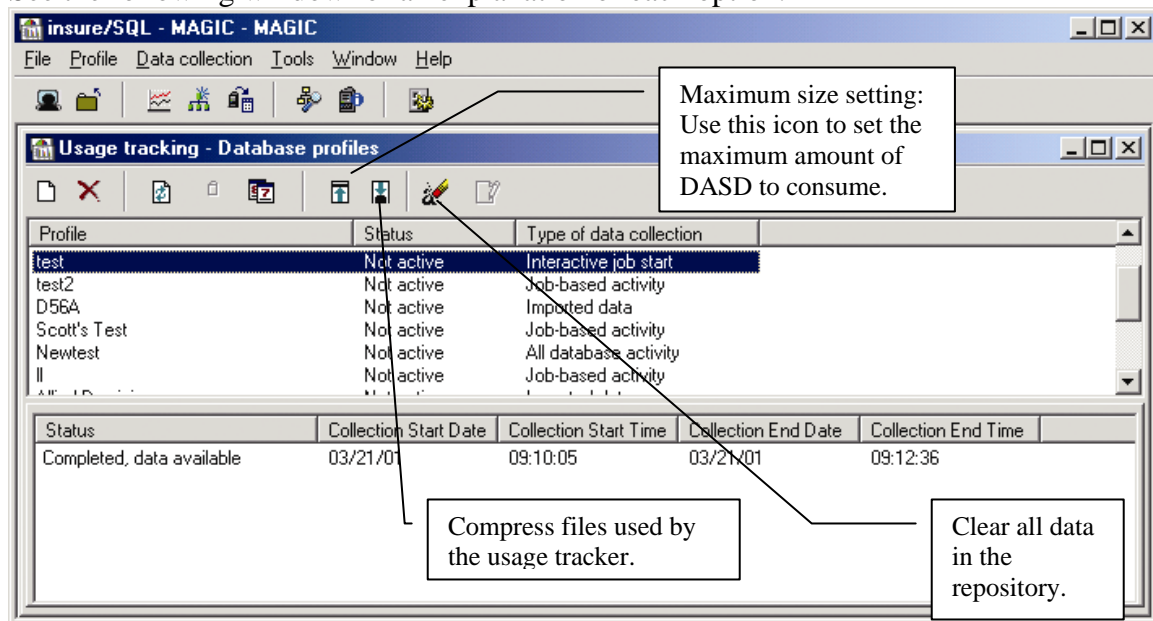 insure/SQL - MAGIC - MAGIC
File Profile Data collection Tools Window Help
Maximum size setting:
Use this icon to set the
maximum amount of
DASD to consume.
Usage tracking - Database profiles
Profile Status Type of data collection
test Not active Interactive job start
test2 Not active Job-based activity
D56A Not active Imported data
Scott's Test Not active Job-based activity
Newtest Not active All database activity
ll Not active Job-based activity
Status Collection Start Date Collection Start Time Collection End Date Collection End Time
Completed, data available 03/21/01 09:10:05 03/21/01 09:12:36
Compress files used by
the usage tracker.
Clear all data
in the
repository.